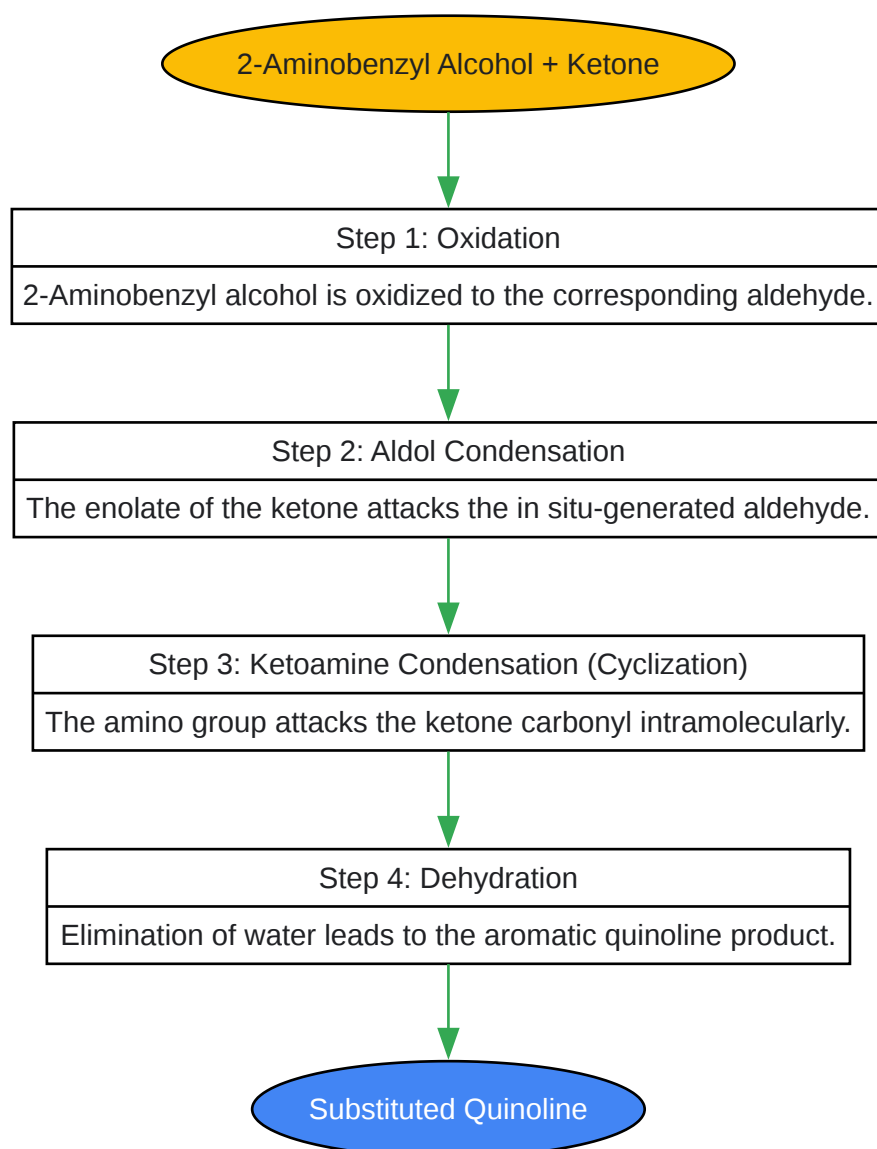 2-Aminobenzyl Alcohol + Ketone
Step 1: Oxidation
2-Aminobenzyl alcohol is oxidized to the corresponding aldehyde.
Step 2: Aldol Condensation
The enolate of the ketone attacks the in situ-generated aldehyde.
Step 3: Ketoamine Condensation (Cyclization)
The amino group attacks the ketone carbonyl intramolecularly.
Step 4: Dehydration
Elimination of water leads to the aromatic quinoline product.
Substituted Quinoline